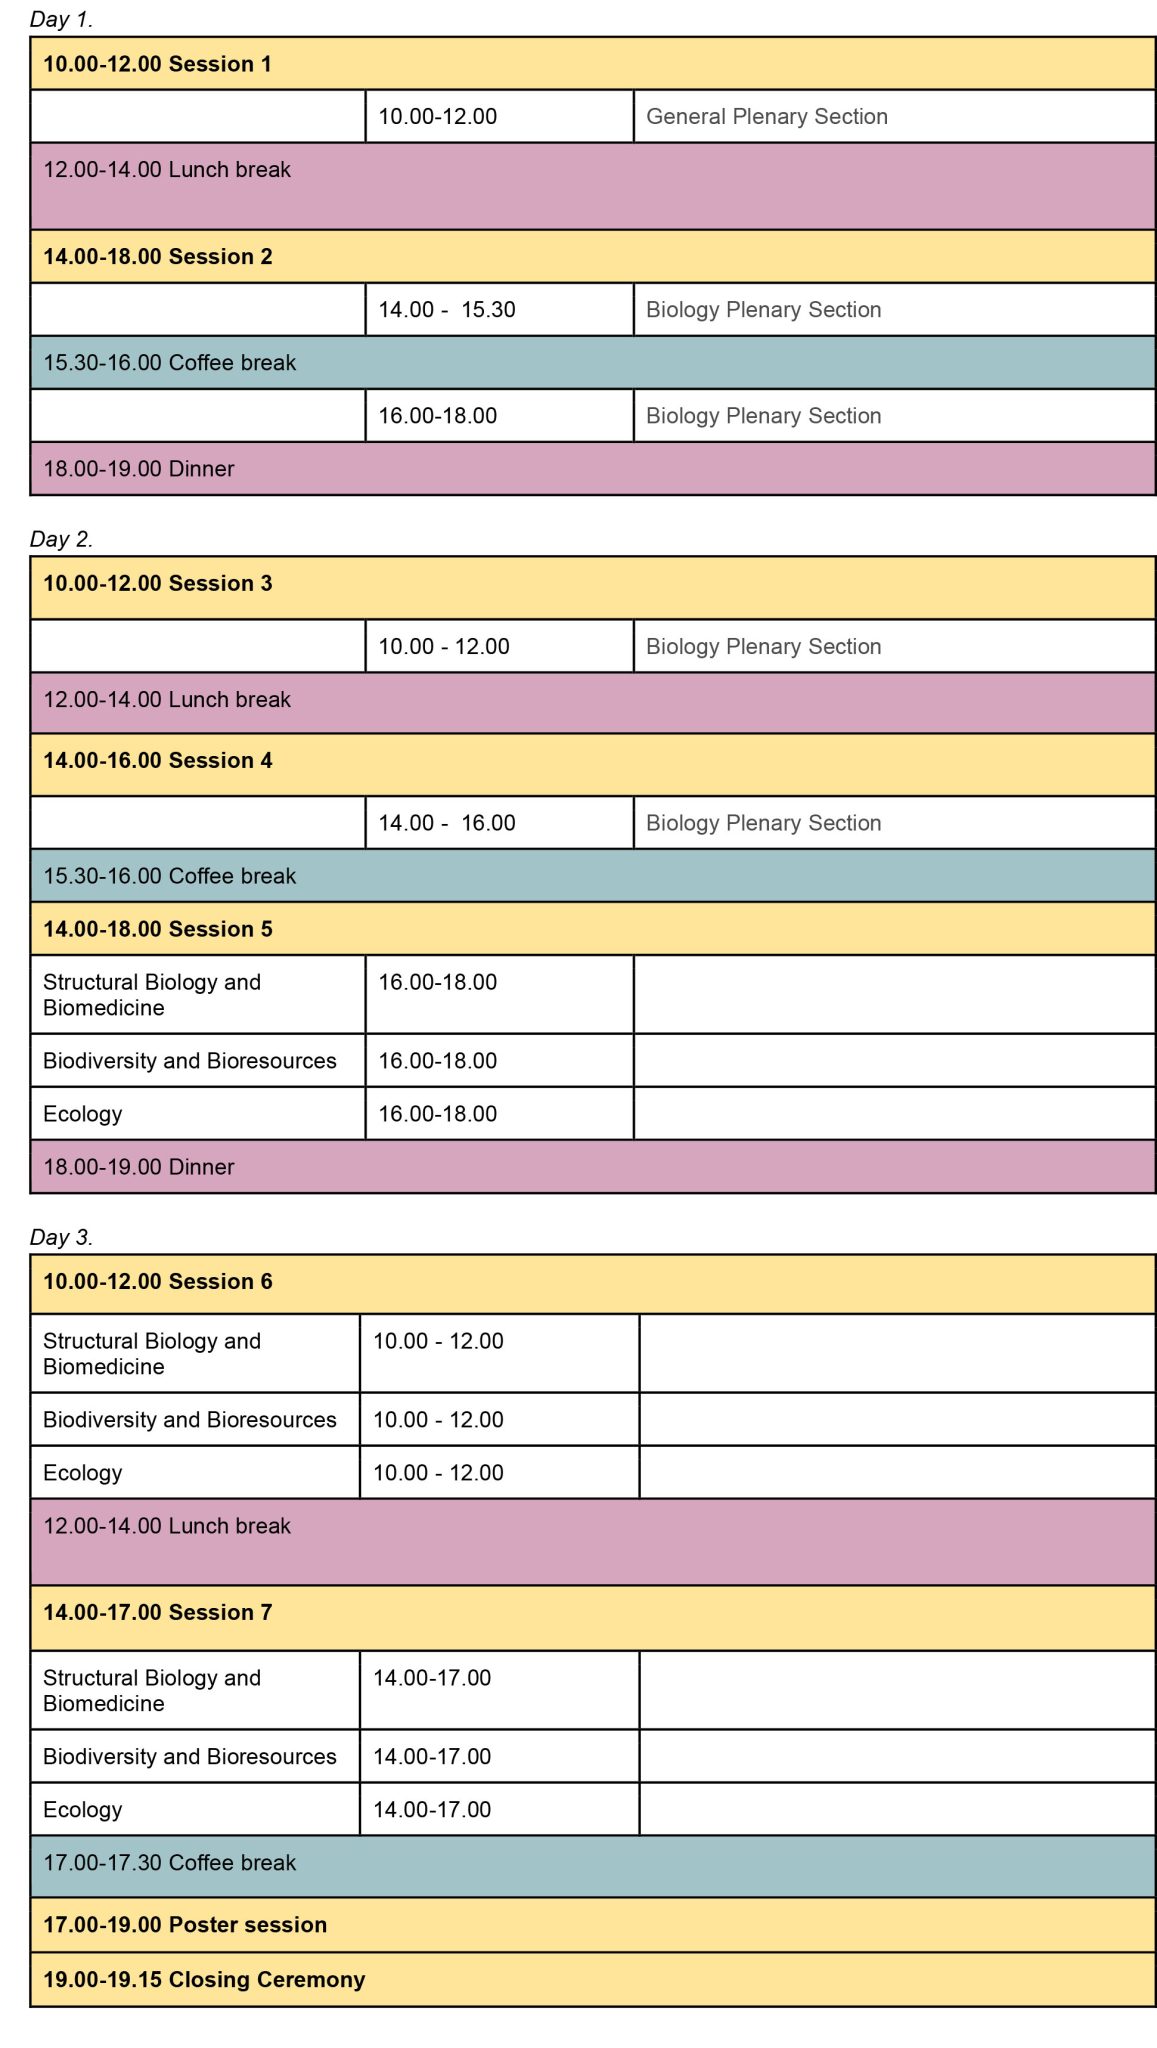 Day 1.
10.00-12.00 Session 1
10.00-12.00 General Plenary Section
12.00-14.00 Lunch break
14.00-18.00 Session 2
14.00 -  15.30 Biology Plenary Section
15.30-16.00 Coffee break
16.00-18.00 Biology Plenary Section
18.00-19.00 Dinner
Day 2.
10.00-12.00 Session 3
10.00 - 12.00 Biology Plenary Section
12.00-14.00 Lunch break
14.00-16.00 Session 4
14.00 -  16.00 Biology Plenary Section
15.30-16.00 Coffee break
14.00-18.00 Session 5
Structural Biology and
Biomedicine
16.00-18.00
Biodiversity and Bioresources 16.00-18.00
Ecology 16.00-18.00
18.00-19.00 Dinner
Day 3.
10.00-12.00 Session 6
Structural Biology and
Biomedicine
10.00 - 12.00
Biodiversity and Bioresources 10.00 - 12.00
Ecology 10.00 - 12.00
12.00-14.00 Lunch break
14.00-17.00 Session 7
Structural Biology and
Biomedicine
14.00-17.00
Biodiversity and Bioresources 14.00-17.00
Ecology 14.00-17.00
17.00-17.30 Coffee break
17.00-19.00 Poster session
19.00-19.15 Closing Ceremony